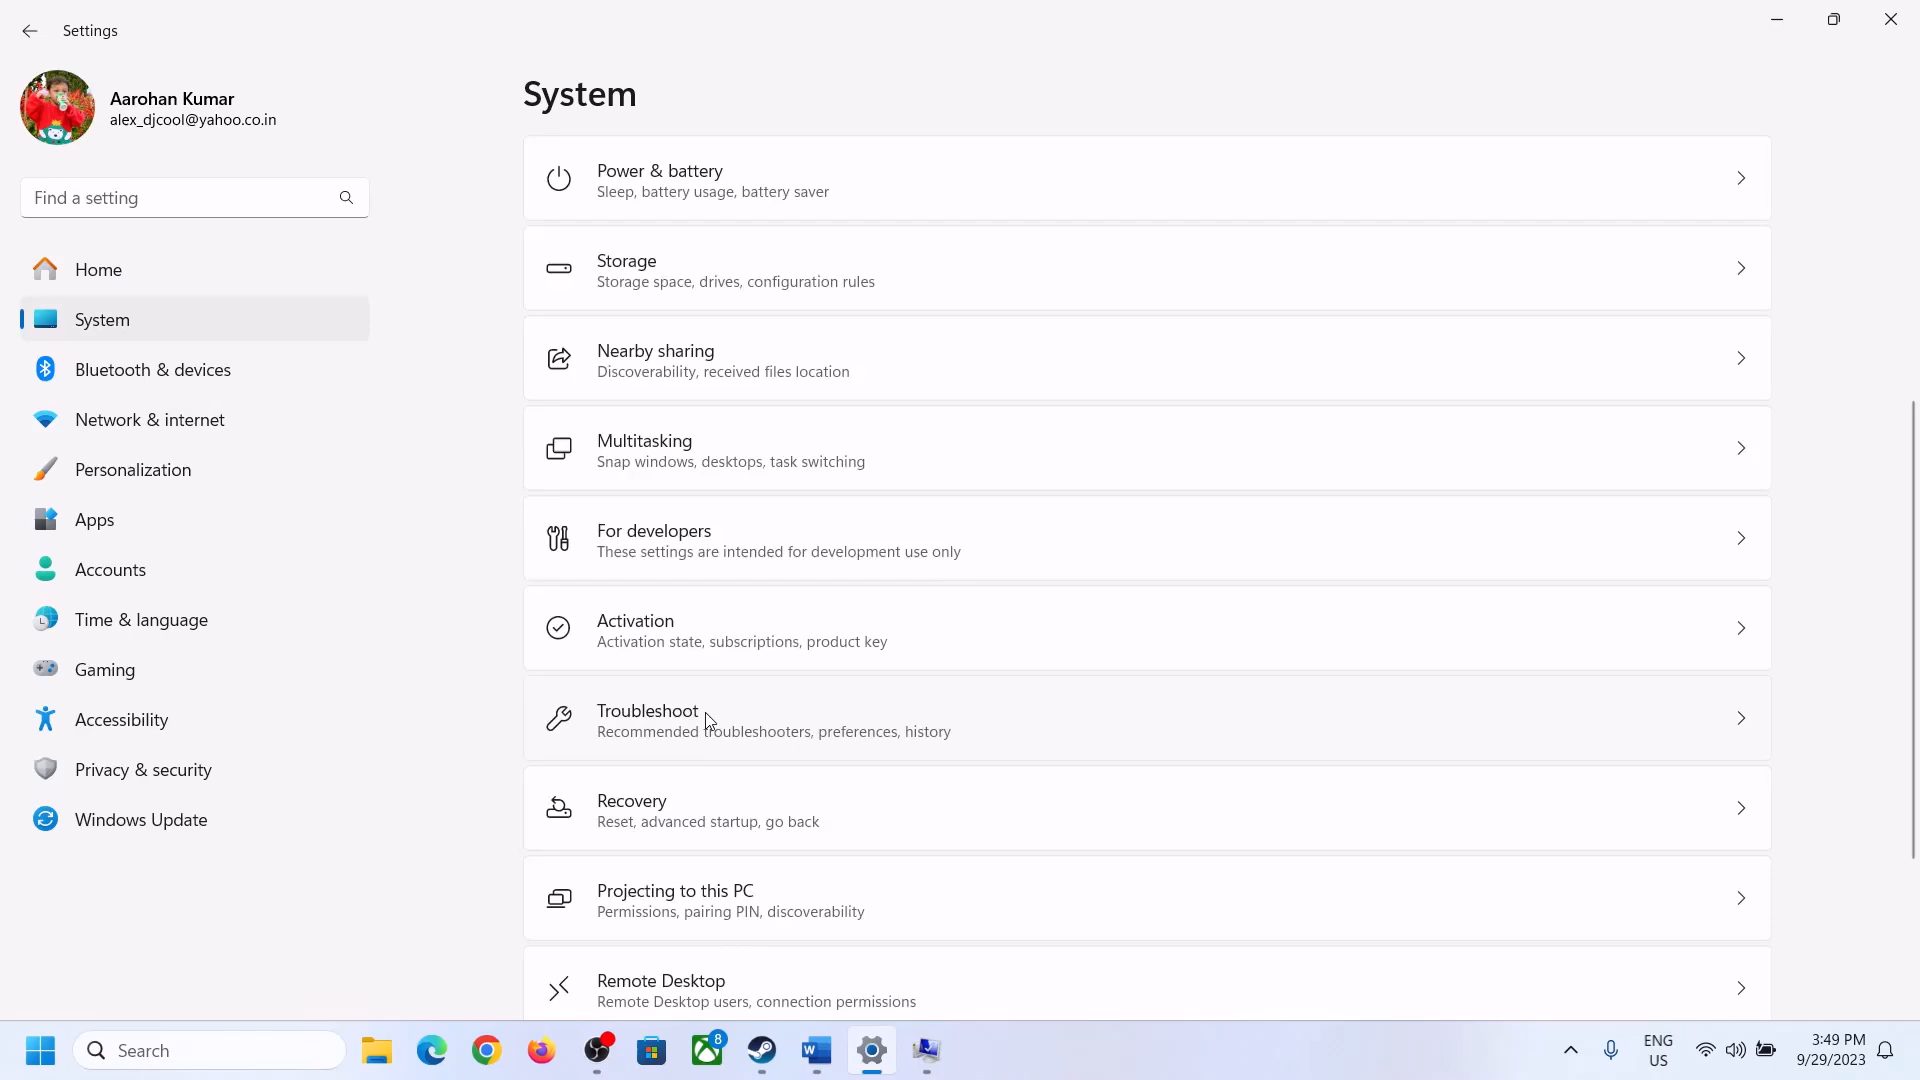 Settings
Aarohan Kumar
alex_djcool@yahoo.co.in
Find a setting
Home
System
Bluetooth & devices
Network & internet
Personalization
Apps
Accounts
Time & language
Gaming
Accessibility
Privacy & security
Windows Update
System
Power & battery
Sleep, battery usage, battery saver
Storage
Storage space, drives, configuration rules
Nearby sharing
Discoverability, received files location
Multitasking
Snap windows, desktops, task switching
For developers
These settings are intended for development use only
Activation
Activation state, subscriptions, product key
Troubleshoot
Recommended troubleshooters, preferences, history
Recovery
Reset, advanced startup, go back
Projecting to this PC
Permissions, pairing PIN, discoverability
Remote Desktop
Remote Desktop users, connection permissions
Search
8
W
ENG
US
3:49 PM
9/29/2023